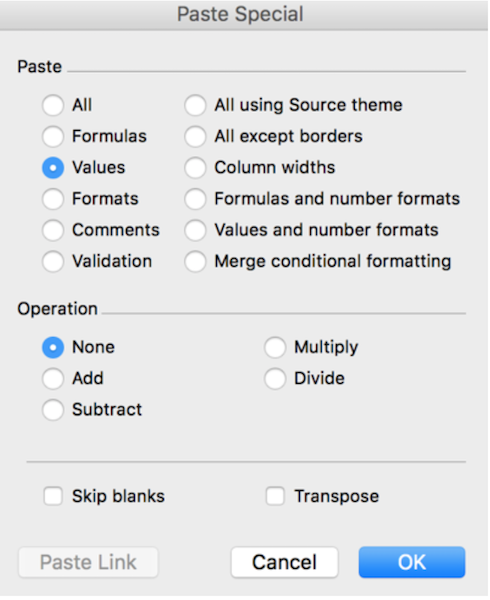 Paste Special
Paste
All
All using Source theme
Formulas
All except borders
Values
Column widths
Formats
Formulas and number formats
Comments
Values and number formats
Validation
Merge conditional formatting
Operation
None
Multiply
Add
Divide
Subtract
Skip blanks
Transpose
Paste Link
Cancel
OK